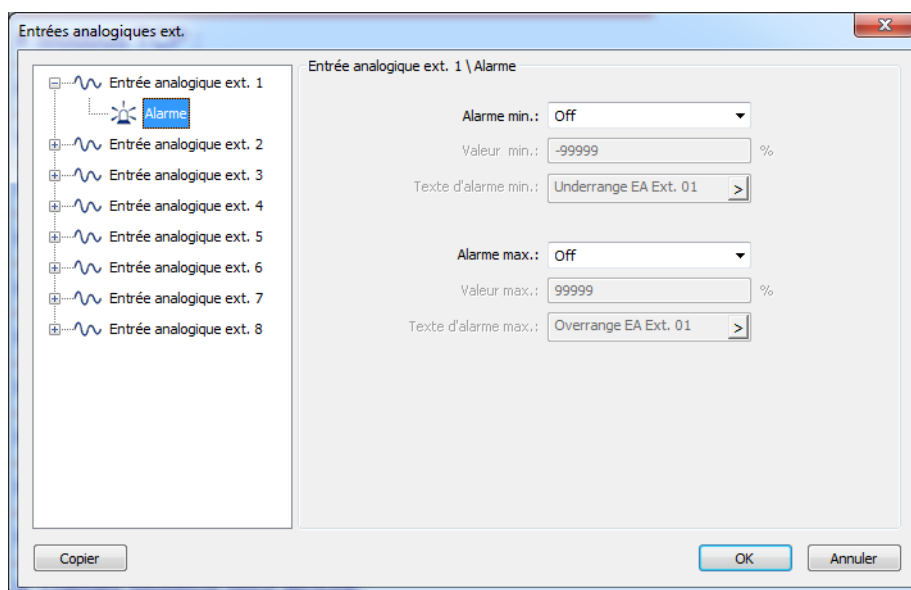 Entrées analogiques ext.
Entrée analogique ext. 1
Alarme
Entrée analogique ext. 2
Entrée analogique ext. 3
Entrée analogique ext. 4
Entrée analogique ext. 5
Entrée analogique ext. 6
Entrée analogique ext. 7
Entrée analogique ext. 8
Entrée analogique ext. 1 \ Alarme
Alarme min.: Off
Valeur min.: -99999 %
Texte d'alarme min.: Underrange EA Ext. 01 >
Alarme max.: Off
Valeur max.: 99999 %
Texte d'alarme max.: Overrange EA Ext. 01 >
Copier OK Annuler